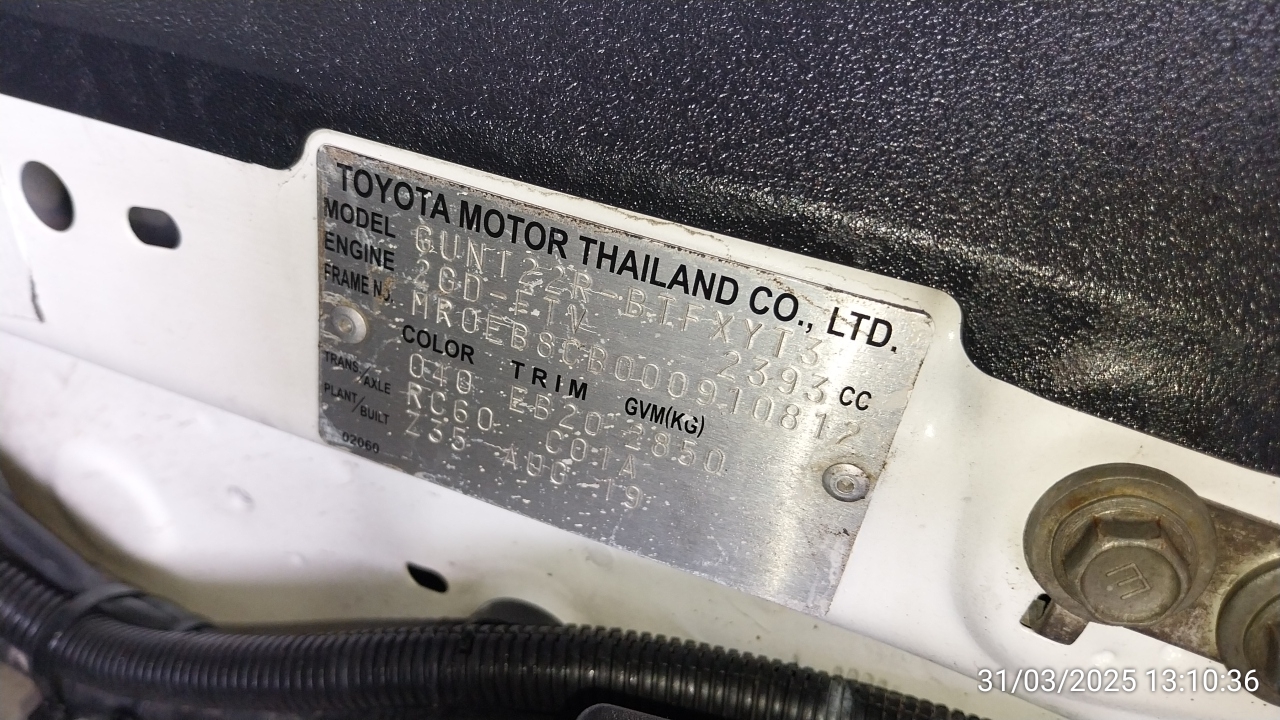 TOYOTA MOTOR THAILAND CO., LTD.
MODEL GUN122R-BTFXYT3
ENGINE 2GD-FTV 2393 CC
FRAME NO. MR0EB8CB000910812
COLOR TRIM GVM(KG)
040 EB20 2850
TRANS./AXLE RC60 C01A
PLANT/BUILT Z35 AUG 19
02060
31/03/2025 13:10:36